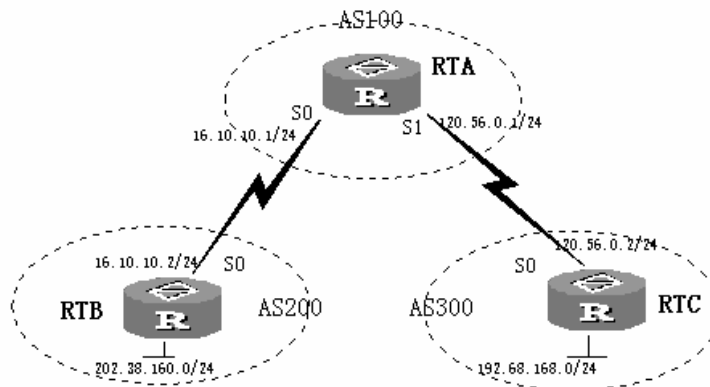 AS100
RTA
R
S0
S1
16.10.10.1/24
120.56.0.1/24
16.10.10.2/24
S0
120.56.0.2/24
S0
RTB
R
AS200
AS300
R
RTC
202.38.160.0/24
192.68.168.0/24